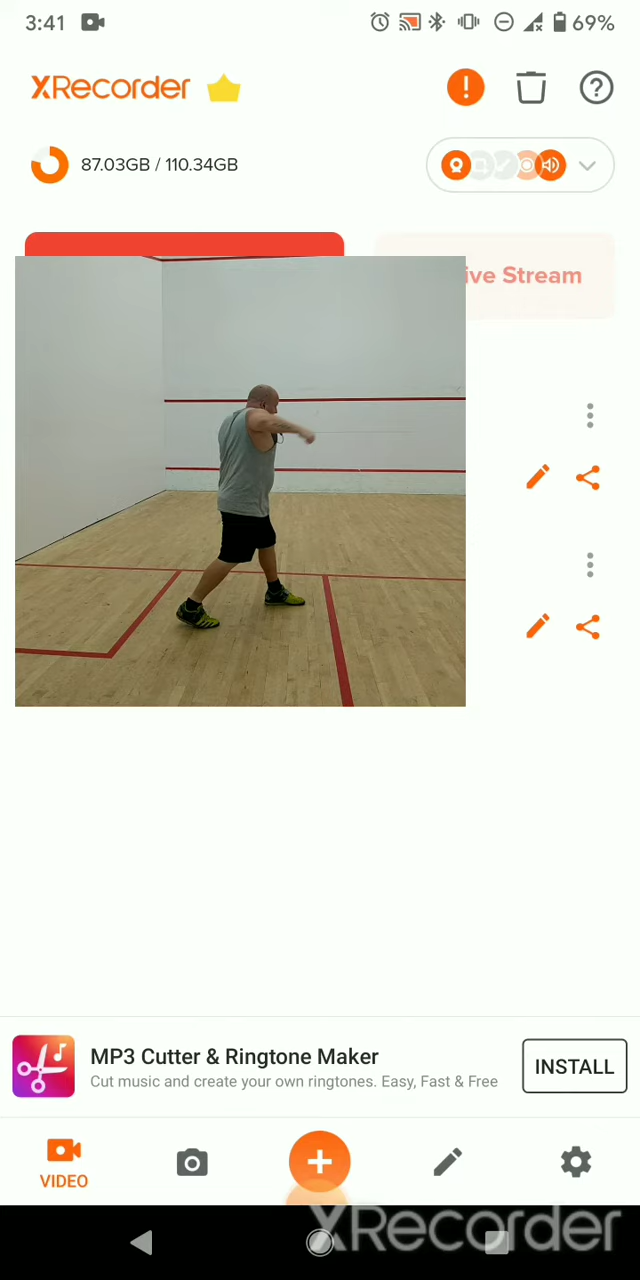 3:41
69%
XRecorder
87.03GB / 110.34GB
ive Stream
MP3 Cutter & Ringtone Maker
Cut music and create your own ringtones. Easy, Fast & Free
INSTALL
VIDEO
XRecorder